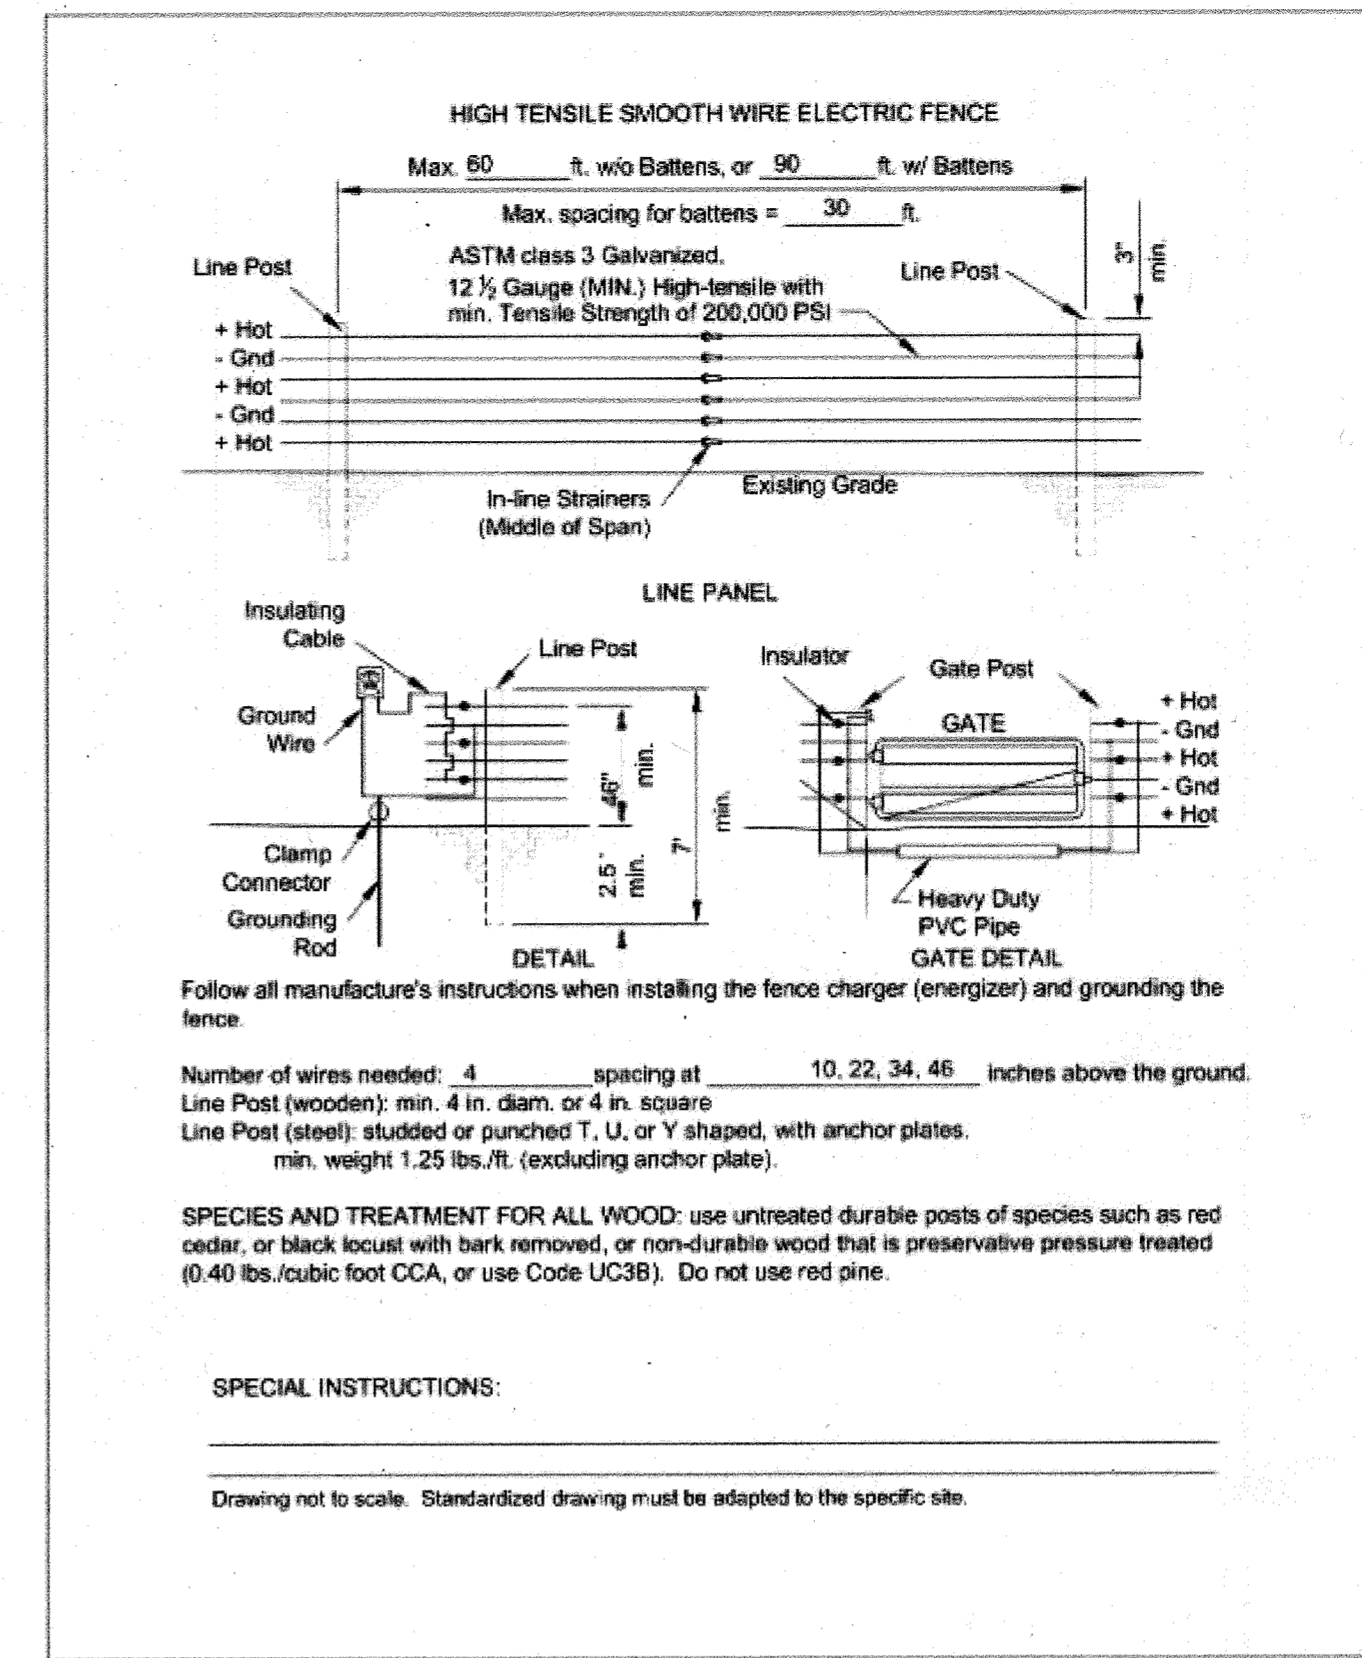 HIGH TENSILE SMOOTH WIRE ELECTRIC FENCE
Max. 60 ft. w/o Battens, or 90 ft. w/ Battens
Max. spacing for battens = 30 ft.
3" min.
ASTM class 3 Galvanized.
12 ½ Gauge (MIN.) High-tensile with
min. Tensile Strength of 200,000 PSI
Line Post
Line Post
+ Hot
- Gnd
+ Hot
- Gnd
+ Hot
In-line Strainers
(Middle of Span)
Existing Grade
LINE PANEL
Insulating
Cable
Line Post
Ground
Wire
46" min.
2.5" min.
7' min.
Clamp
Connector
Grounding
Rod
DETAIL
Insulator
Gate Post
GATE
+ Hot
- Gnd
+ Hot
- Gnd
+ Hot
Heavy Duty
PVC Pipe
GATE DETAIL
Follow all manufacture's instructions when installing the fence charger (energizer) and grounding the
fence.
Number of wires needed: 4 spacing at 10, 22, 34, 46 inches above the ground.
Line Post (wooden): min. 4 in. diam. or 4 in. square
Line Post (steel): studded or punched T, U, or Y shaped, with anchor plates.
min. weight 1.25 lbs./ft. (excluding anchor plate).
SPECIES AND TREATMENT FOR ALL WOOD: use untreated durable posts of species such as red
cedar, or black locust with bark removed, or non-durable wood that is preservative pressure treated
(0.40 lbs./cubic foot CCA, or use Code UC3B). Do not use red pine.
SPECIAL INSTRUCTIONS:
Drawing not to scale. Standardized drawing must be adapted to the specific site.